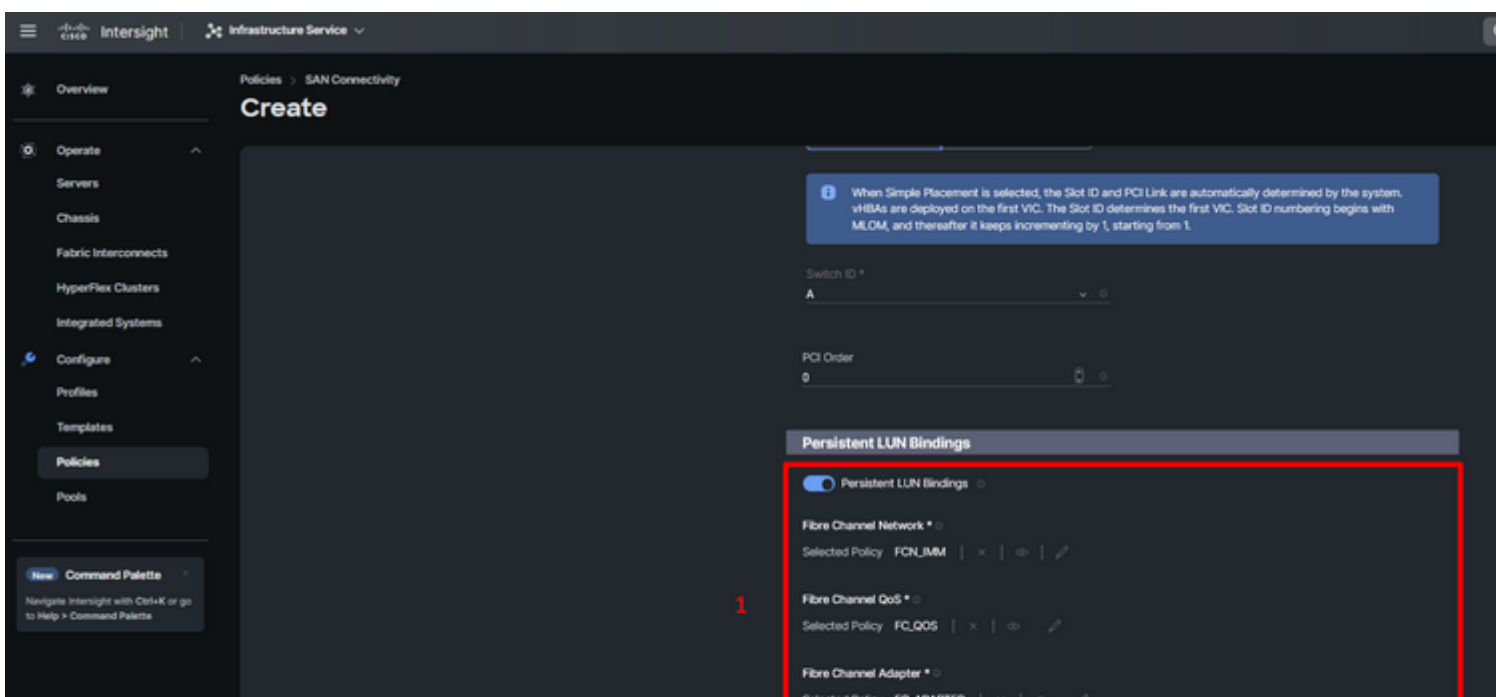 cisco Intersight
Infrastructure Service
Overview
Policies > SAN Connectivity
Create
Operate
Servers
Chassis
Fabric Interconnects
HyperFlex Clusters
Integrated Systems
Configure
Profiles
Templates
Policies
Pools
New Command Palette
Navigate Intersight with Ctrl+K or go
to Help > Command Palette
When Simple Placement is selected, the Slot ID and PCI Link are automatically determined by the system.
vHBAs are deployed on the first VIC. The Slot ID determines the first VIC. Slot ID numbering begins with
MLOM, and thereafter it keeps incrementing by 1, starting from 1.
Switch ID *
A
PCI Order
0
Persistent LUN Bindings
Persistent LUN Bindings
Fibre Channel Network *
Selected Policy FCN_IMM
1
Fibre Channel QoS *
Selected Policy FC_QOS
Fibre Channel Adapter *
Selected Policy FC_ADAPTER